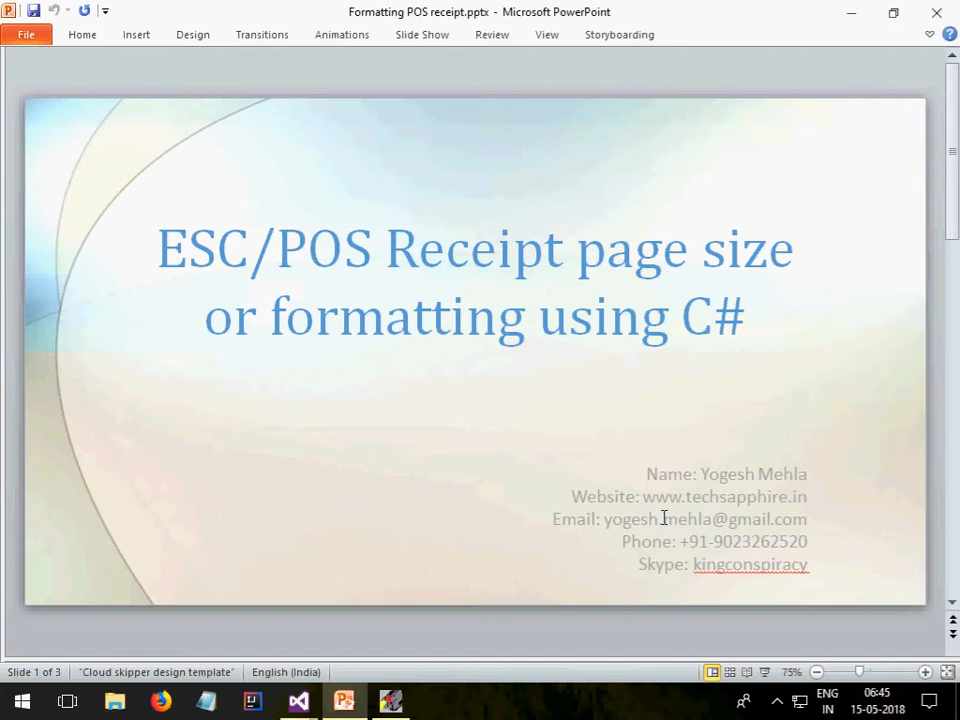 Formatting POS receipt.pptx - Microsoft PowerPoint
File Home Insert Design Transitions Animations Slide Show Review View Storyboarding
ESC/POS Receipt page size
or formatting using C#
Name: Yogesh Mehla
Website: www.techsapphire.in
Email: yogesh.mehla@gmail.com
Phone: +91-9023262520
Skype: kingconspiracy
Slide 1 of 3 "Cloud skipper design template" English (India) 75%
ENG 06:45
IN 15-05-2018